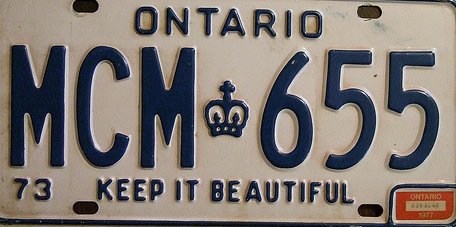 ONTARIO
MCM 655
73 KEEP IT BEAUTIFUL
ONTARIO
1977